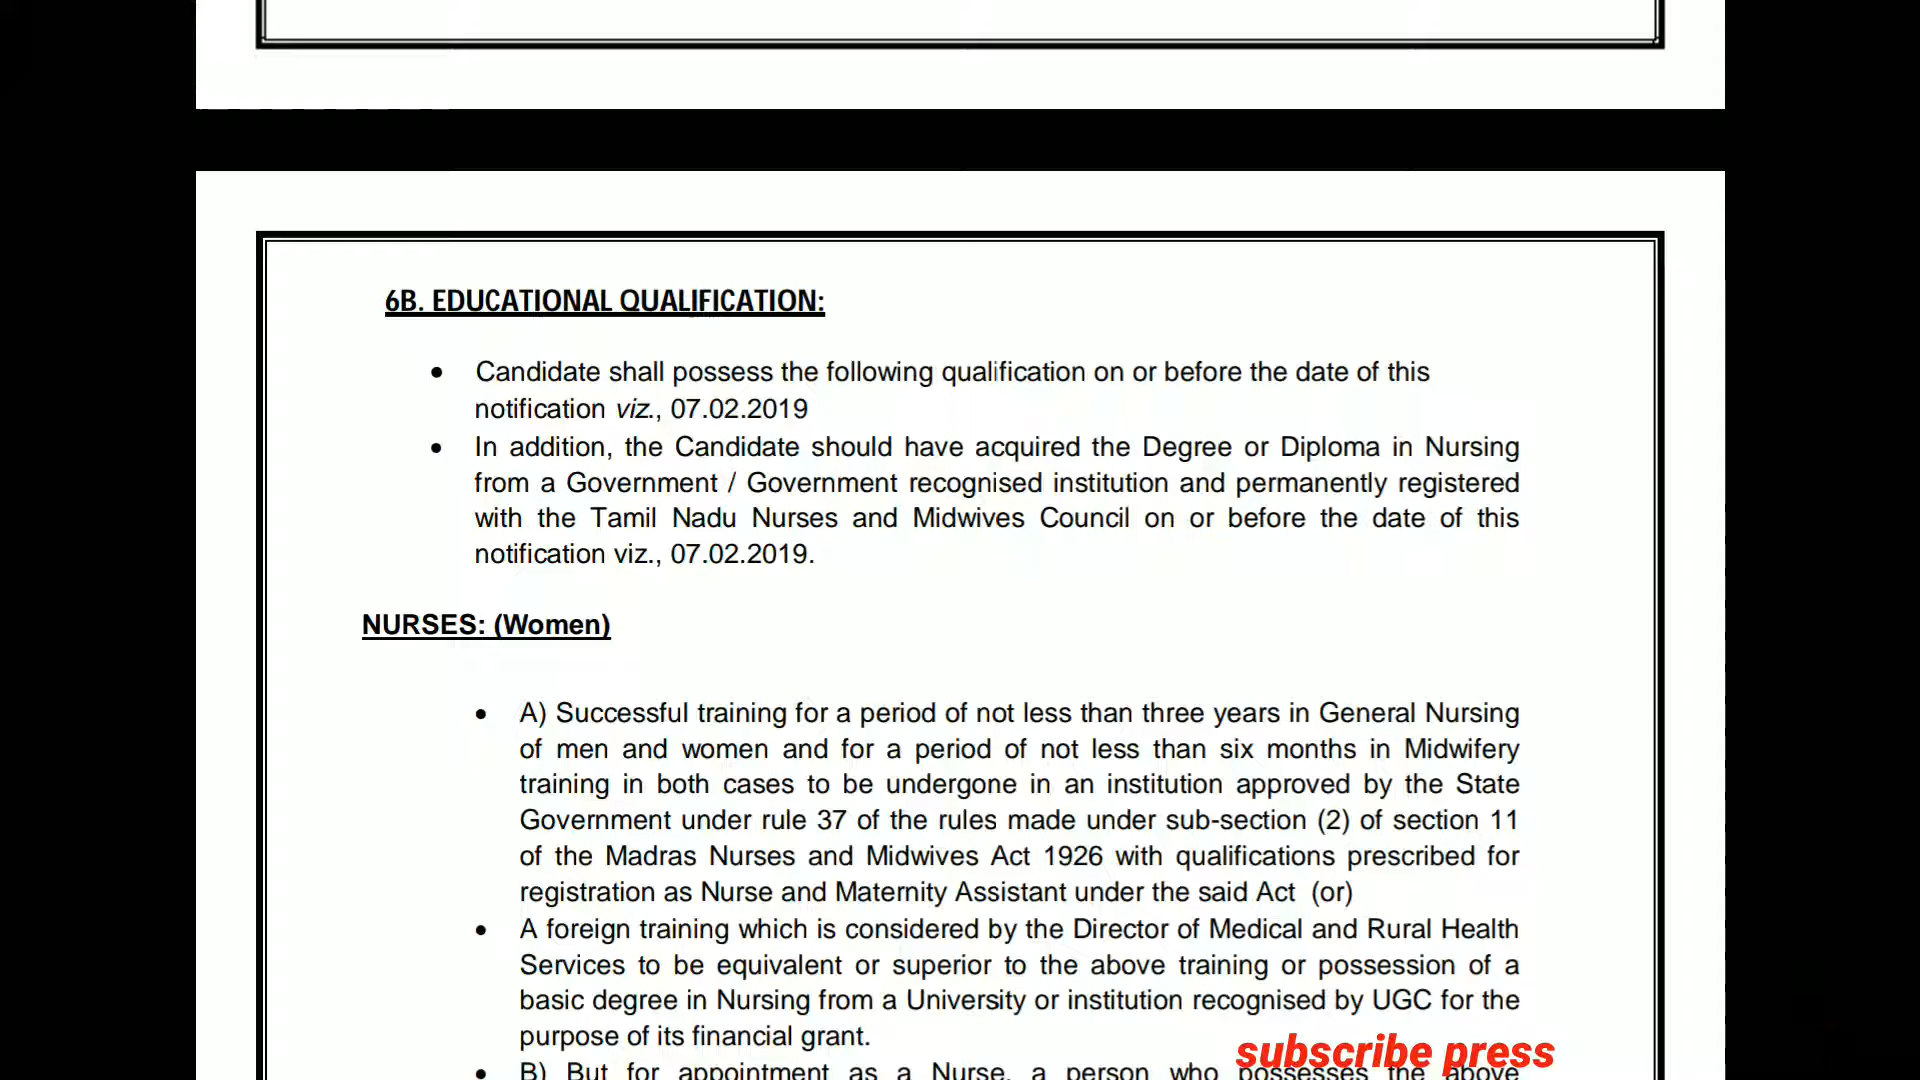 6B. EDUCATIONAL QUALIFICATION:
• Candidate shall possess the following qualification on or before the date of this
notification viz., 07.02.2019
• In addition, the Candidate should have acquired the Degree or Diploma in Nursing
from a Government / Government recognised institution and permanently registered
with the Tamil Nadu Nurses and Midwives Council on or before the date of this
notification viz., 07.02.2019.
NURSES: (Women)
• A) Successful training for a period of not less than three years in General Nursing
of men and women and for a period of not less than six months in Midwifery
training in both cases to be undergone in an institution approved by the State
Government under rule 37 of the rules made under sub-section (2) of section 11
of the Madras Nurses and Midwives Act 1926 with qualifications prescribed for
registration as Nurse and Maternity Assistant under the said Act (or)
• A foreign training which is considered by the Director of Medical and Rural Health
Services to be equivalent or superior to the above training or possession of a
basic degree in Nursing from a University or institution recognised by UGC for the
purpose of its financial grant.
subscribe press
• B) But for appointment as a Nurse, a person who possesses the above